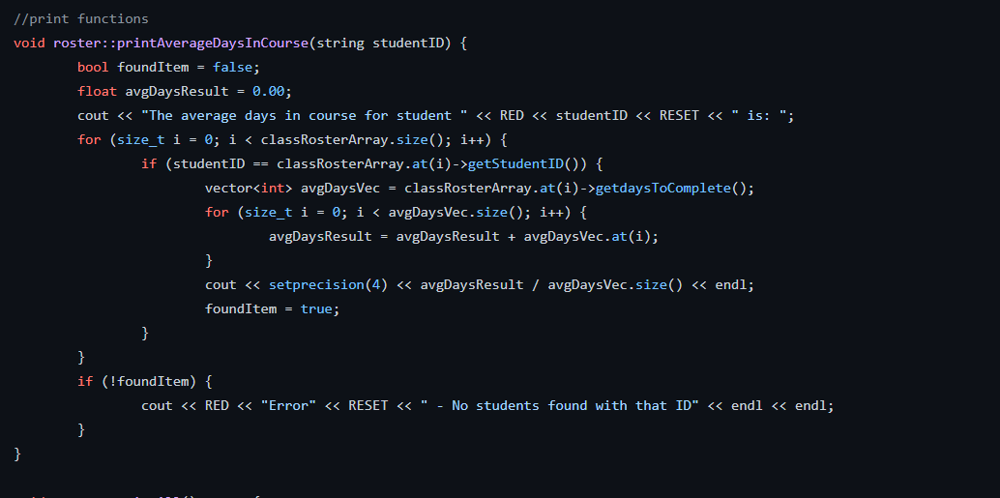 //print functions
void roster::printAverageDaysInCourse(string studentID) {
        bool foundItem = false;
        float avgDaysResult = 0.00;
        cout << "The average days in course for student " << RED << studentID << RESET << " is: ";
        for (size_t i = 0; i < classRosterArray.size(); i++) {
                if (studentID == classRosterArray.at(i)->getStudentID()) {
                        vector<int> avgDaysVec = classRosterArray.at(i)->getdaysToComplete();
                        for (size_t i = 0; i < avgDaysVec.size(); i++) {
                                avgDaysResult = avgDaysResult + avgDaysVec.at(i);
                        }
                        cout << setprecision(4) << avgDaysResult / avgDaysVec.size() << endl;
                        foundItem = true;
                }
        }
        if (!foundItem) {
                cout << RED << "Error" << RESET << " - No students found with that ID" << endl << endl;
        }
}